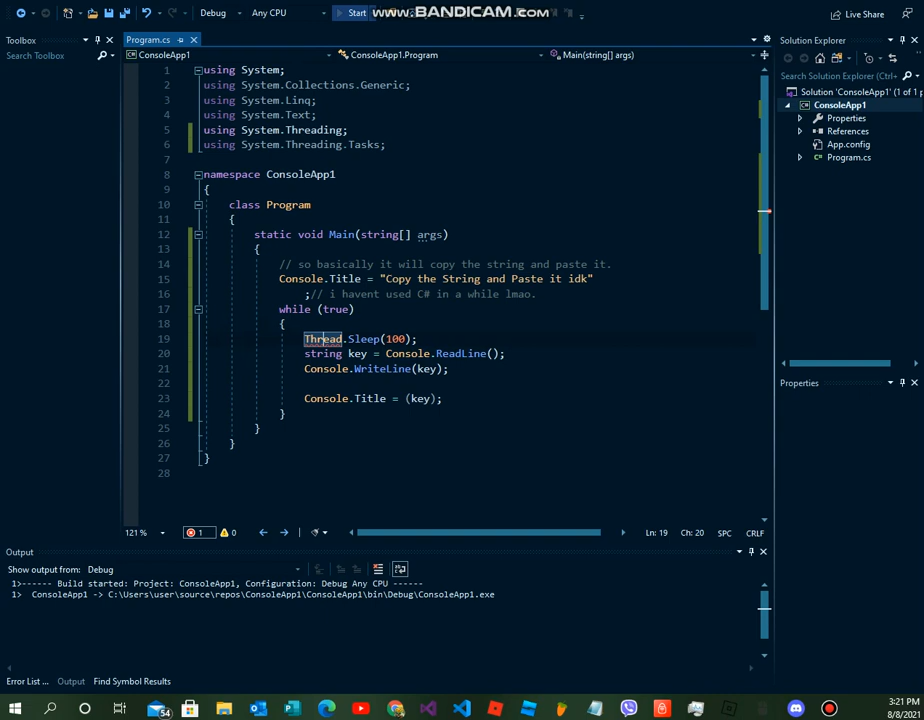 Debug Any CPU Start www.BANDICAM.com Live Share
Toolbox
Search Toolbox
Program.cs
ConsoleApp1 ConsoleApp1.Program Main(string[] args)
1 using System;
2 using System.Collections.Generic;
3 using System.Linq;
4 using System.Text;
5 using System.Threading;
6 using System.Threading.Tasks;
7
8 namespace ConsoleApp1
9 {
10 class Program
11 {
12 static void Main(string[] args)
13 {
14 // so basically it will copy the string and paste it.
15 Console.Title = "Copy the String and Paste it idk"
16 ;// i havent used C# in a while lmao.
17 while (true)
18 {
19 Thread.Sleep(100);
20 string key = Console.ReadLine();
21 Console.WriteLine(key);
22
23 Console.Title = (key);
24 }
25 }
26 }
27 }
28
121 % 1 0 Ln: 19 Ch: 20 SPC CRLF
Output
Show output from: Debug
1>------ Build started: Project: ConsoleApp1, Configuration: Debug Any CPU ------
1> ConsoleApp1 -> C:\Users\user\source\repos\ConsoleApp1\ConsoleApp1\bin\Debug\ConsoleApp1.exe
Error List ... Output Find Symbol Results
Solution Explorer
Search Solution Explorer (Ctrl+
Solution 'ConsoleApp1' (1 of 1 p
ConsoleApp1
Properties
References
App.config
Program.cs
Properties
54
3:21 PM
8/8/2021